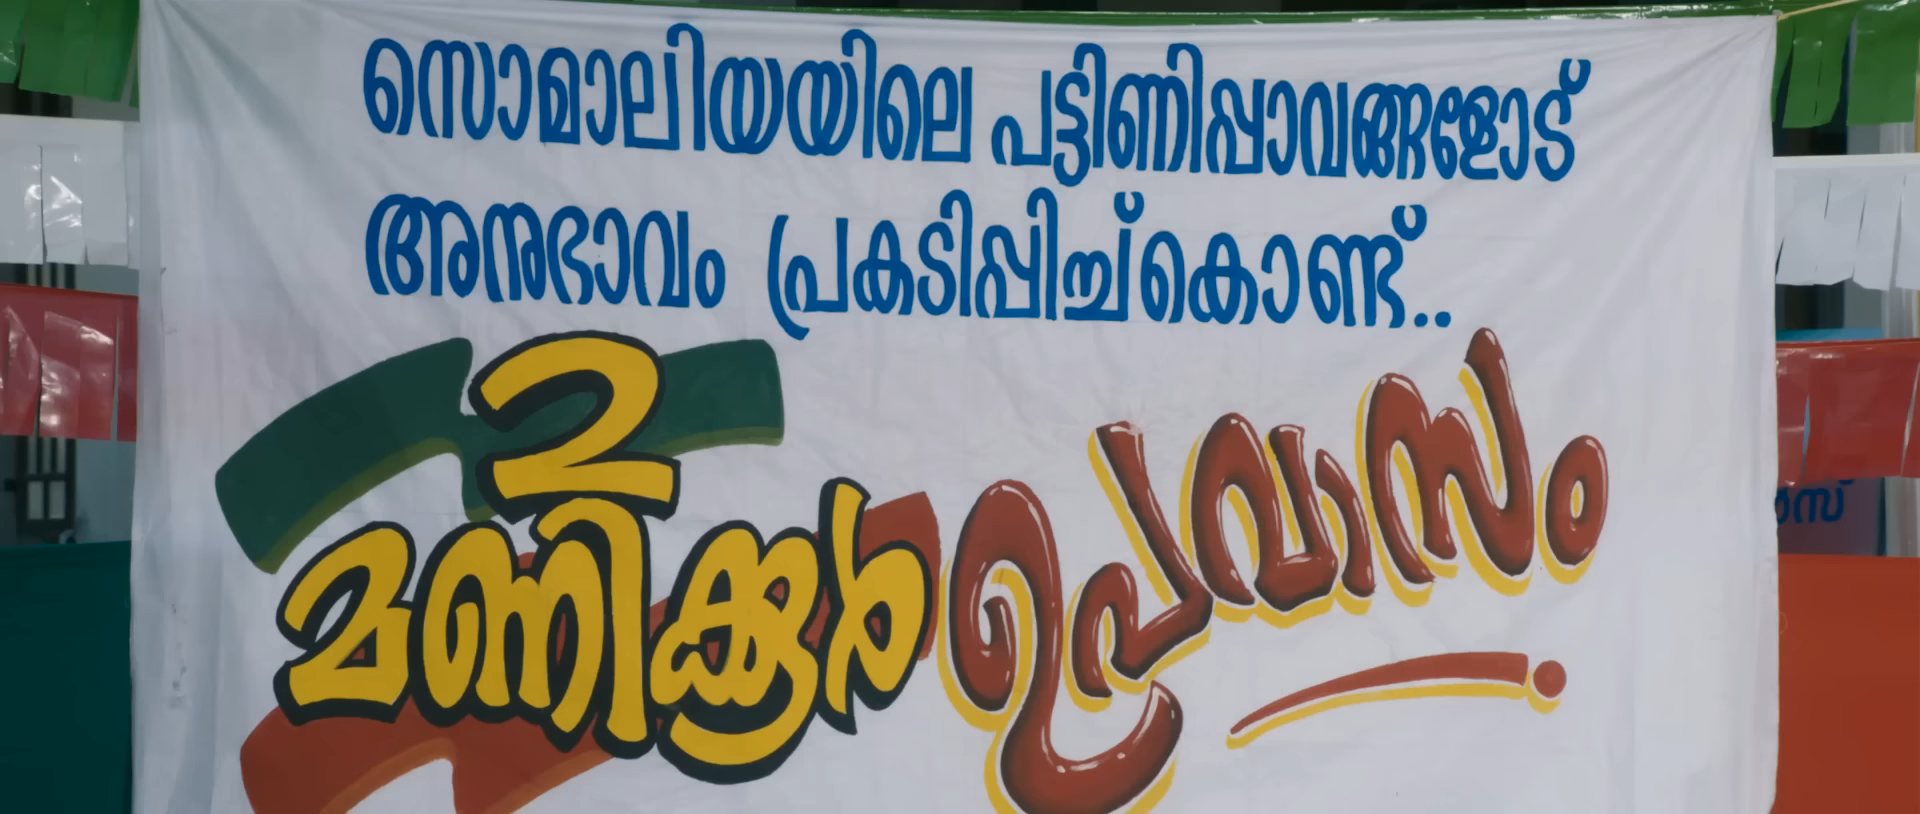 സൊമാലിയയിലെ പട്ടിണിപ്പാവങ്ങളോട്
അനുഭാവം പ്രകടിപ്പിച്ച്കൊണ്ട്..
2
മണിക്കൂർ ഉപവാസം